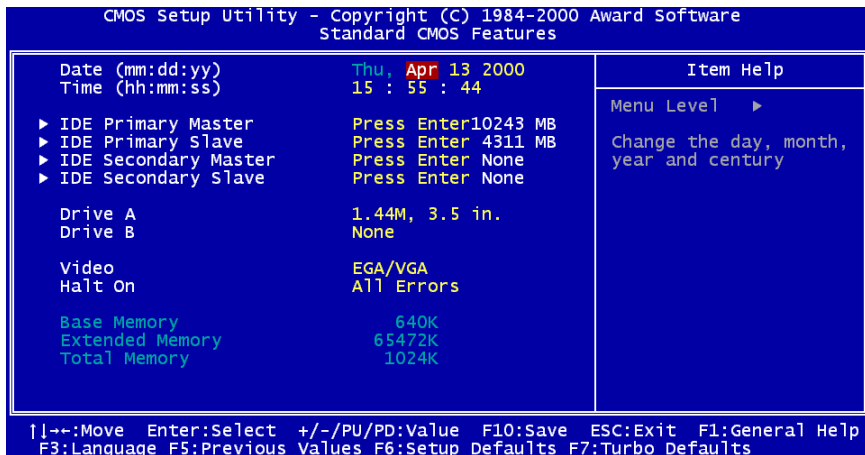 CMOS Setup Utility - Copyright (C) 1984-2000 Award Software
Standard CMOS Features
Date (mm:dd:yy) Thu, Apr 13 2000
Time (hh:mm:ss) 15 : 55 : 44
▶ IDE Primary Master Press Enter10243 MB
▶ IDE Primary Slave Press Enter 4311 MB
▶ IDE Secondary Master Press Enter None
▶ IDE Secondary Slave Press Enter None
Drive A 1.44M, 3.5 in.
Drive B None
Video EGA/VGA
Halt On All Errors
Base Memory 640K
Extended Memory 65472K
Total Memory 1024K
Item Help
Menu Level ▶
Change the day, month,
year and century
↑↓→←:Move Enter:Select +/-/PU/PD:Value F10:Save ESC:Exit F1:General Help
F3:Language F5:Previous Values F6:Setup Defaults F7:Turbo Defaults